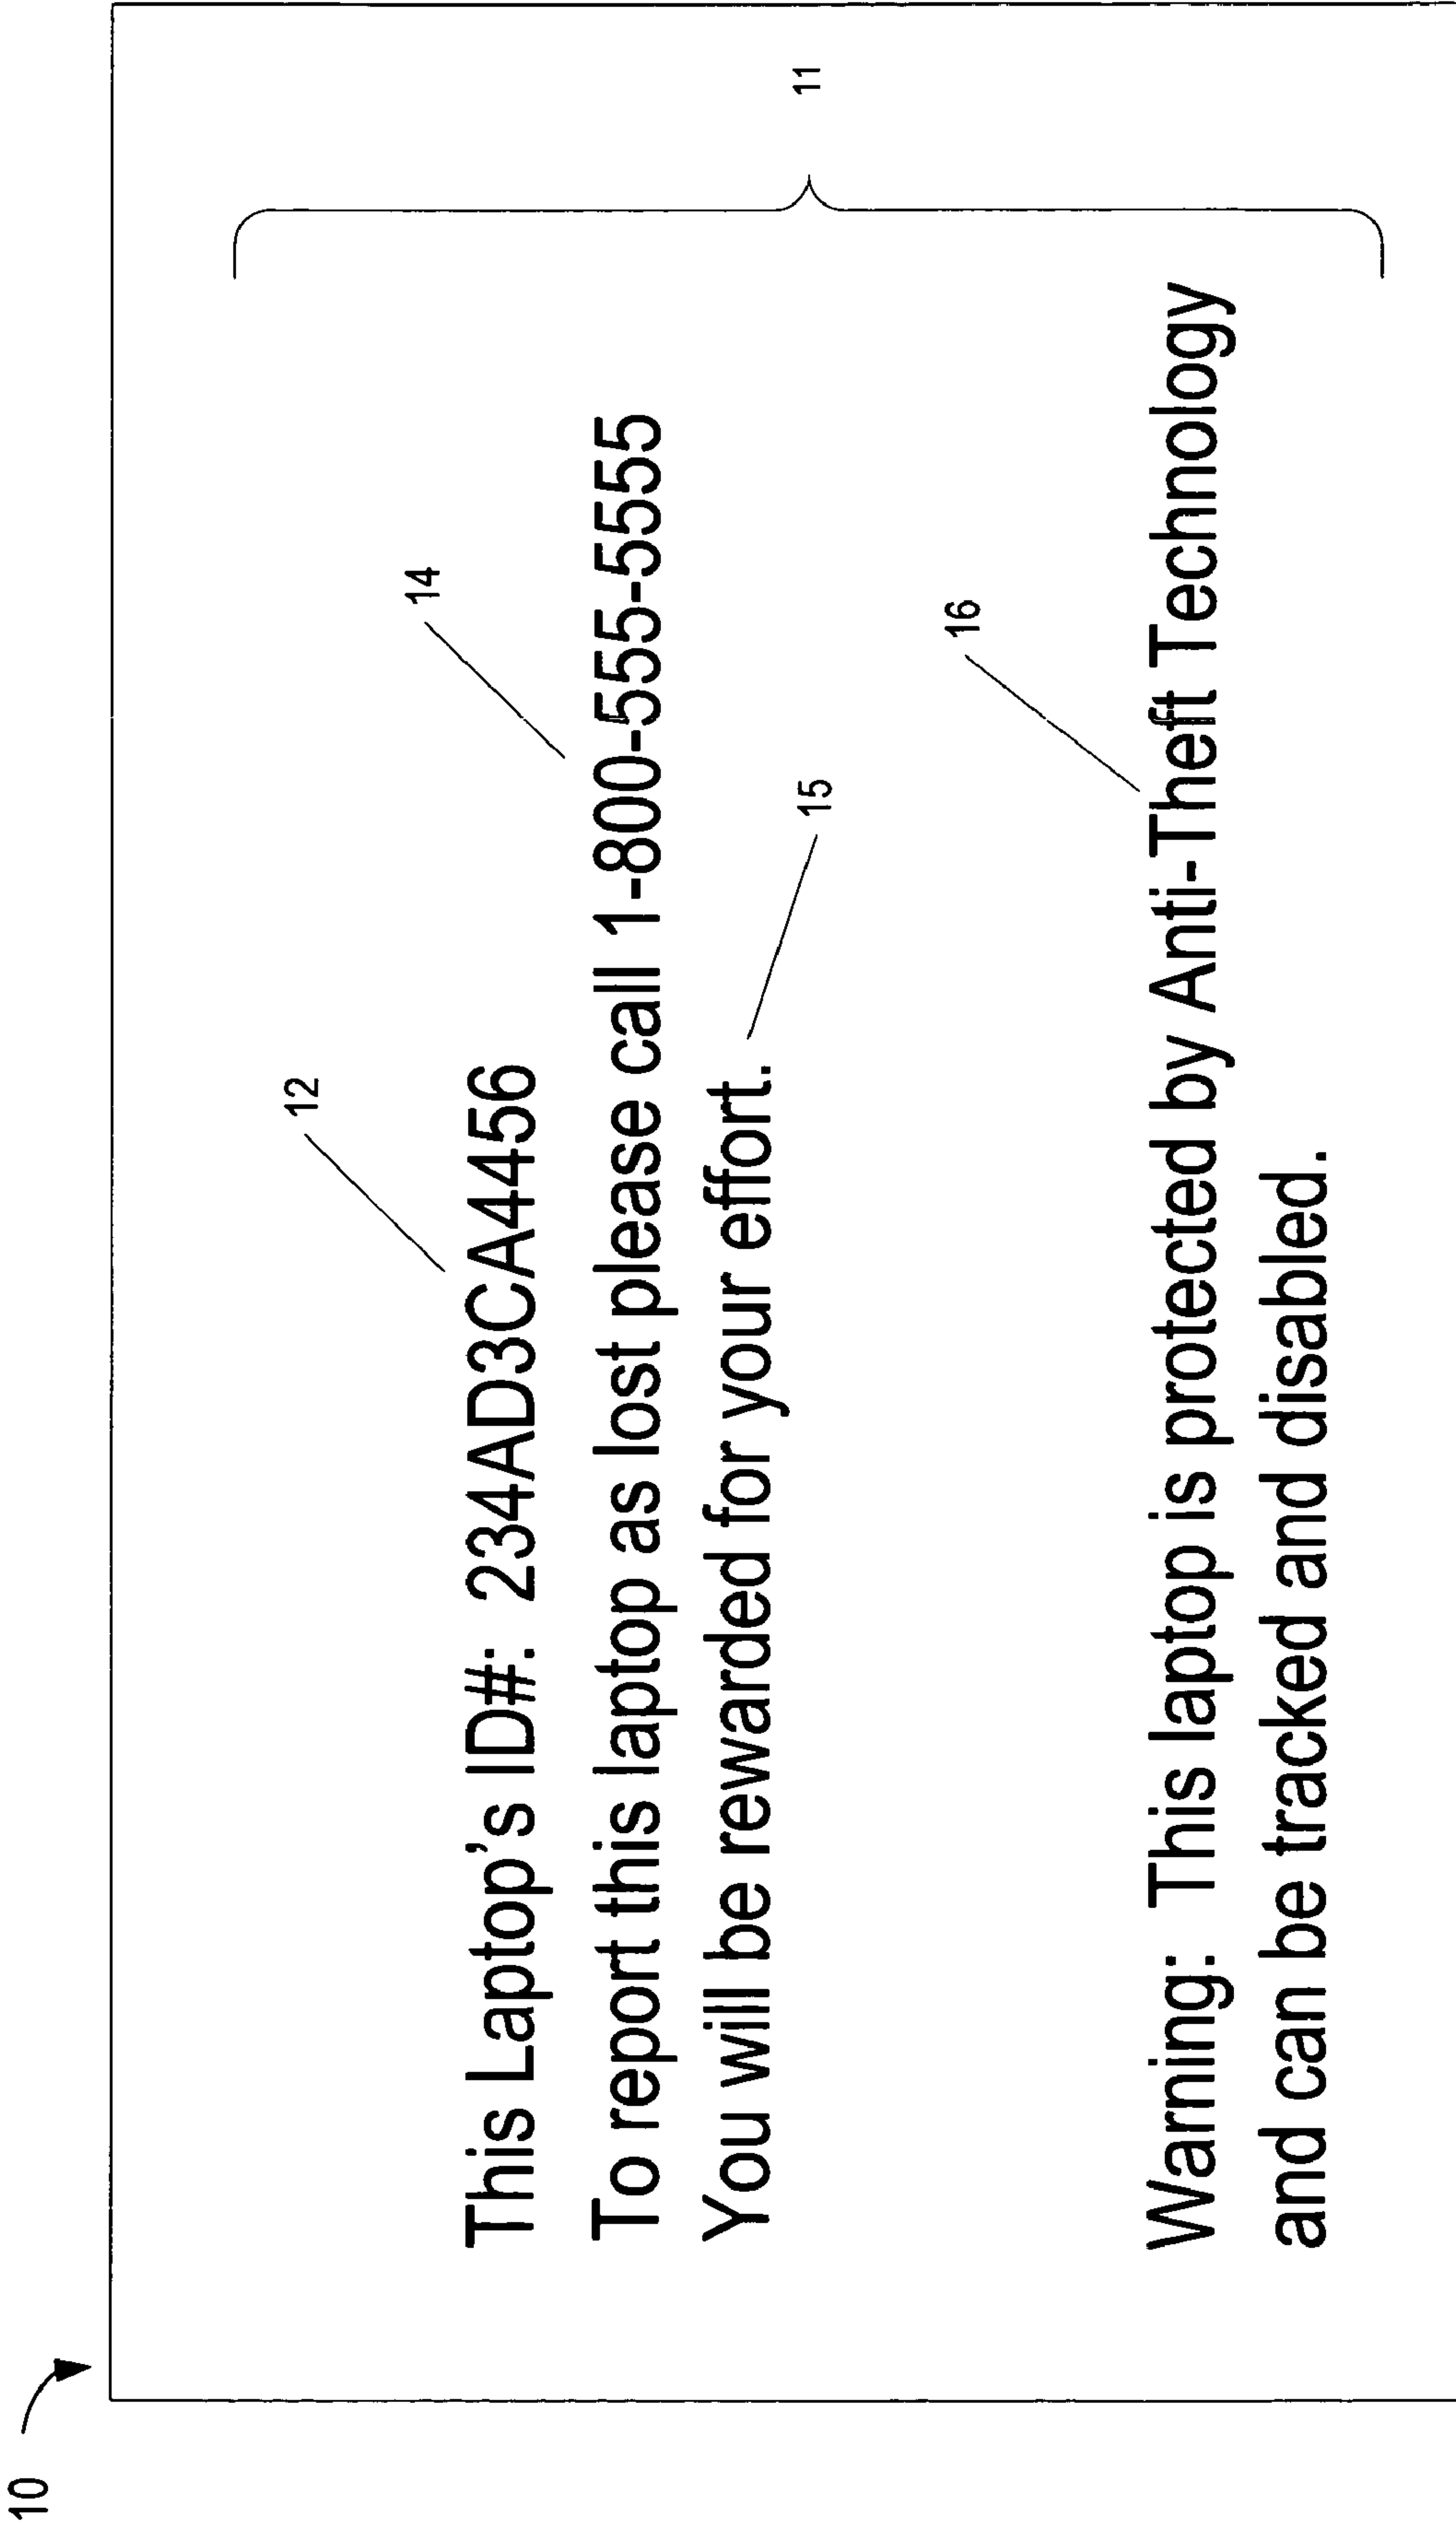 10
12
This Laptop's ID#: 234AD3CA4456
14
To report this laptop as lost please call 1-800-555-5555
You will be rewarded for your effort.
15
11
16
Warning: This laptop is protected by Anti-Theft Technology
and can be tracked and disabled.